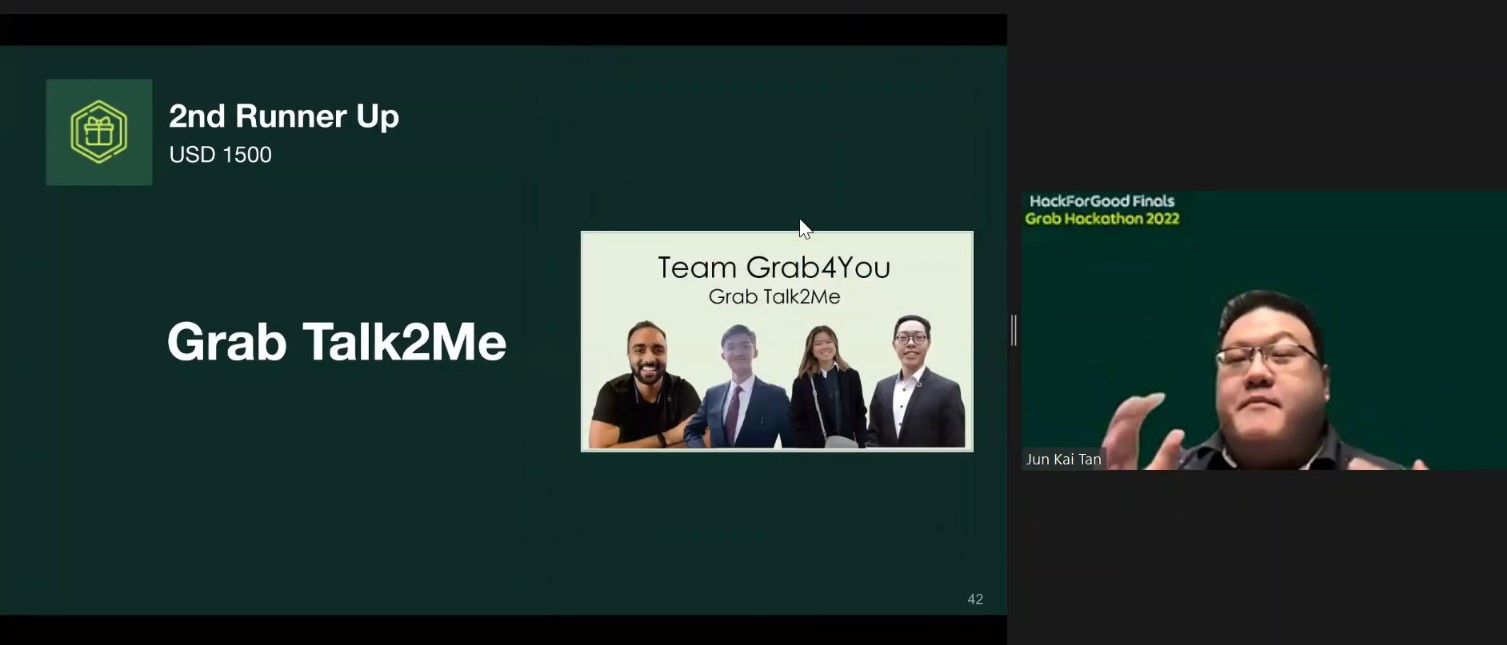 2nd Runner Up
USD 1500
Grab Talk2Me
Team Grab4You
Grab Talk2Me
42
HackForGood Finals
Grab Hackathon 2022
Jun Kai Tan